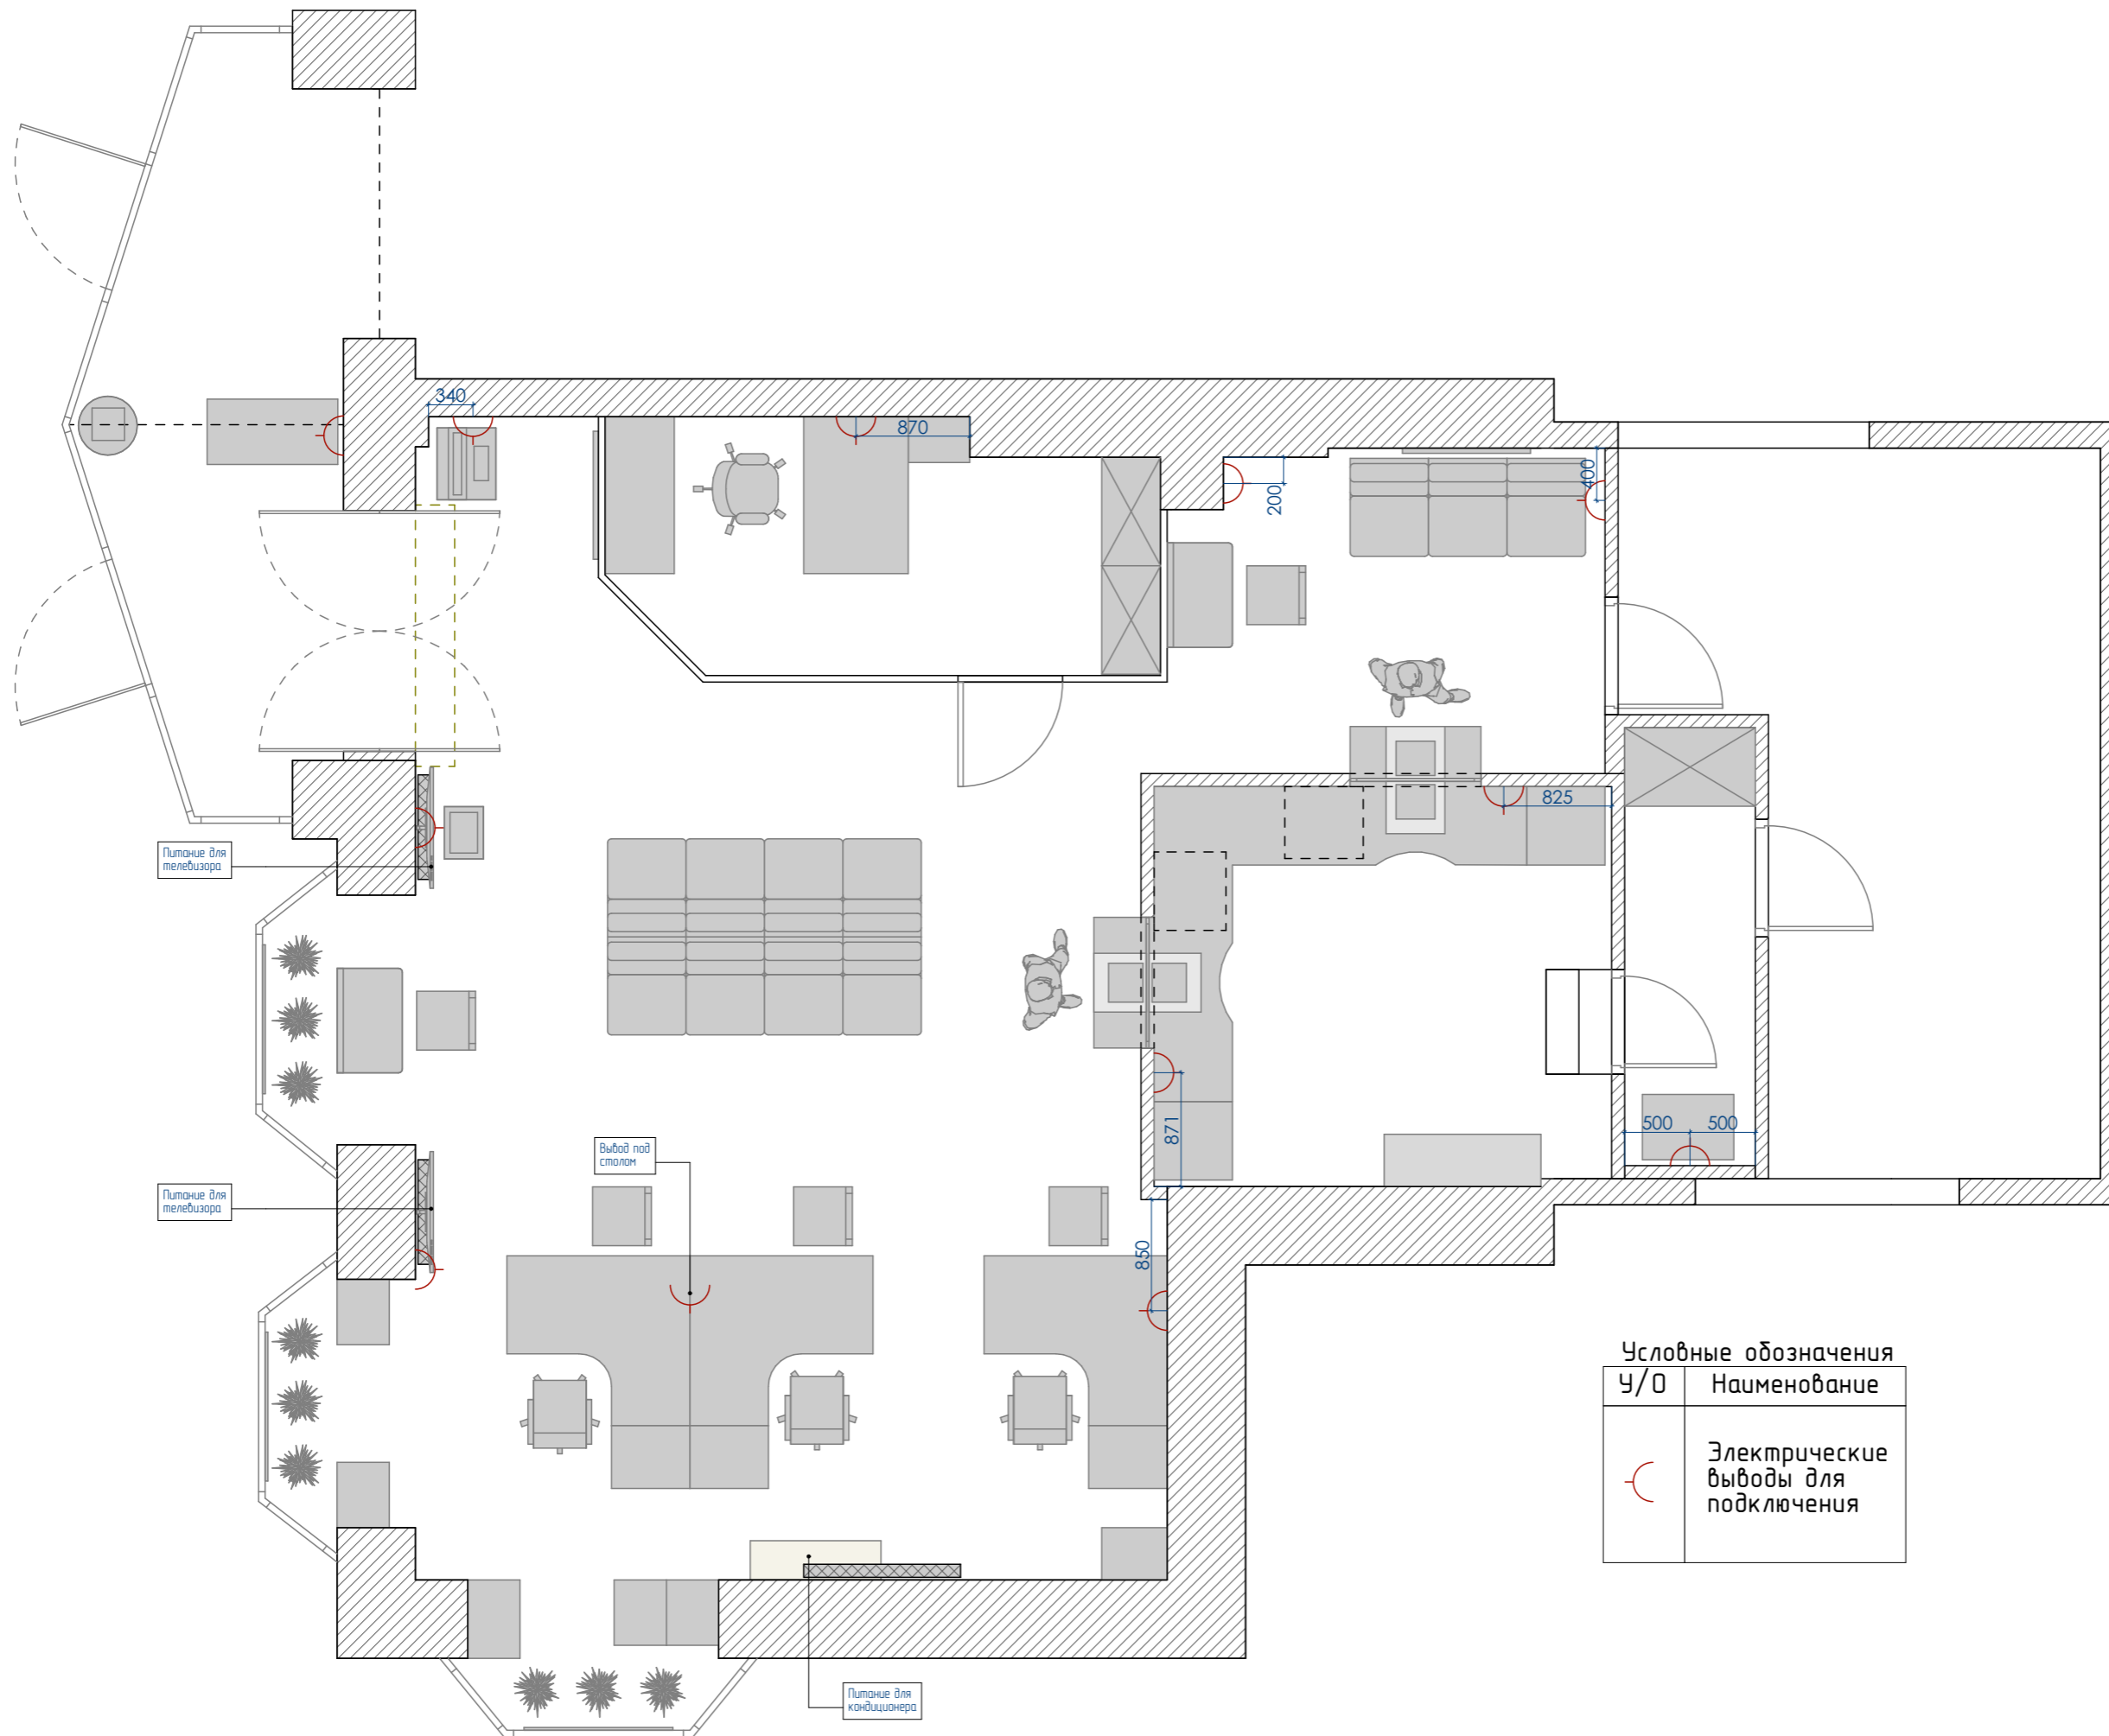 340
870
200
400
825
Питание для
телевизора
871
500
500
Вывод под
столом
Питание для
телевизора
850
Условные обозначения
У/О
Наименование
Электрические
выводы для
подключения
Питание для
кондиционера